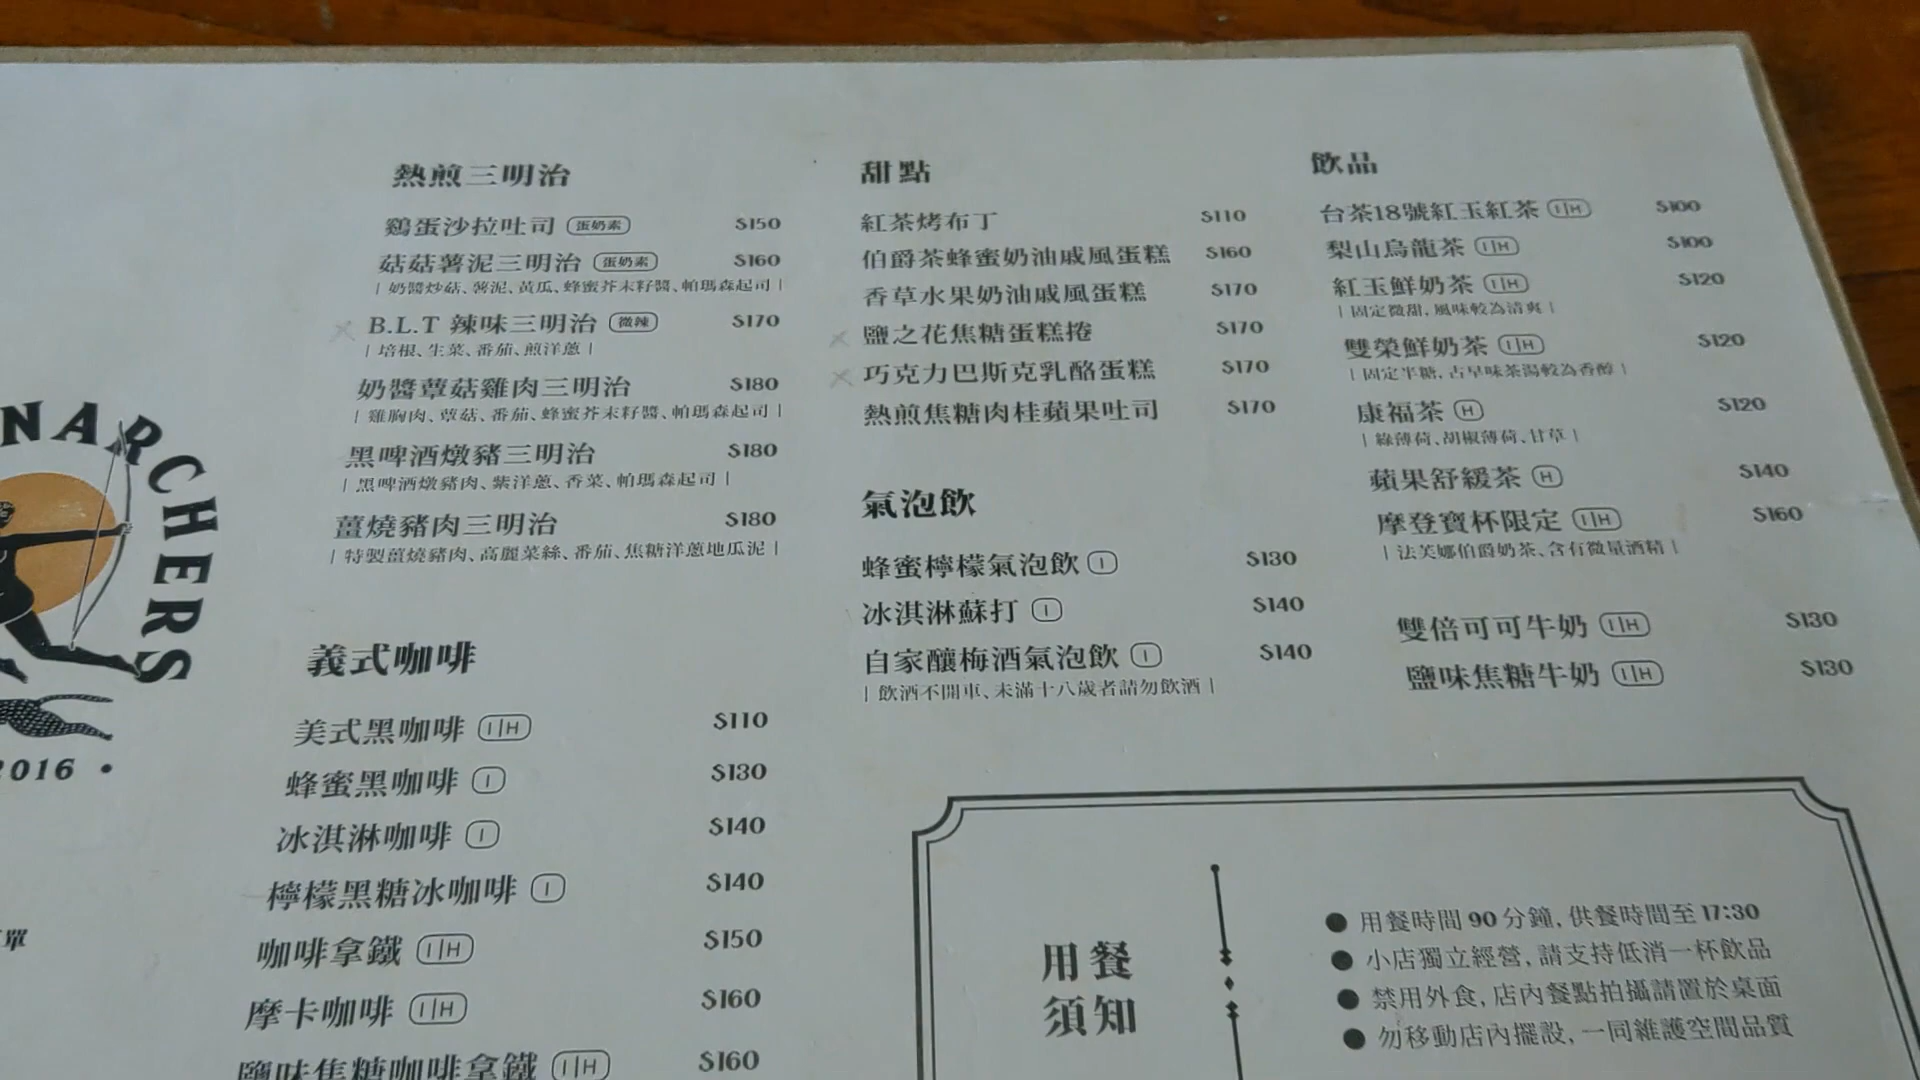 NARCHERS
2016 •
單
熱煎三明治
鷄蛋沙拉吐司 蛋奶素 $150
菇菇薯泥三明治 蛋奶素 $160
| 奶醬炒菇、薯泥、黃瓜、蜂蜜芥末籽醬、帕瑪森起司 |
B.L.T 辣味三明治 微辣 $170
| 培根、生菜、番茄、煎洋蔥 |
奶醬蕈菇雞肉三明治 $180
| 雞胸肉、蕈菇、番茄、蜂蜜芥末籽醬、帕瑪森起司 |
黑啤酒燉豬三明治 $180
| 黑啤酒燉豬肉、紫洋蔥、香菜、帕瑪森起司 |
薑燒豬肉三明治 $180
| 特製薑燒豬肉、高麗菜絲、番茄、焦糖洋蔥地瓜泥 |
義式咖啡
美式黑咖啡 I|H $110
蜂蜜黑咖啡 I $130
冰淇淋咖啡 I $140
檸檬黑糖冰咖啡 I $140
咖啡拿鐵 I|H $150
摩卡咖啡 I|H $160
鹽味焦糖咖啡拿鐵 I|H $160
甜點
紅茶烤布丁 $110
伯爵茶蜂蜜奶油戚風蛋糕 $160
香草水果奶油戚風蛋糕 $170
鹽之花焦糖蛋糕捲 $170
巧克力巴斯克乳酪蛋糕 $170
熱煎焦糖肉桂蘋果吐司 $170
氣泡飲
蜂蜜檸檬氣泡飲 I $130
冰淇淋蘇打 I $140
自家釀梅酒氣泡飲 I $140
| 飲酒不開車、未滿十八歲者請勿飲酒 |
飲品
台茶18號紅玉紅茶 I|H $100
梨山烏龍茶 I|H $100
紅玉鮮奶茶 I|H $120
| 固定微甜，風味較為清爽 |
雙榮鮮奶茶 I|H $120
| 固定半糖，古早味茶湯較為香醇 |
康福茶 H $120
| 綠薄荷、胡椒薄荷、甘草 |
蘋果舒緩茶 H $140
摩登寶杯限定 I|H $160
| 法芙娜伯爵奶茶、含有微量酒精 |
雙倍可可牛奶 I|H $130
鹽味焦糖牛奶 I|H $130
用餐
須知
● 用餐時間 90 分鐘，供餐時間至 17:30
● 小店獨立經營，請支持低消一杯飲品
● 禁用外食，店內餐點拍攝請置於桌面
● 勿移動店內擺設，一同維護空間品質